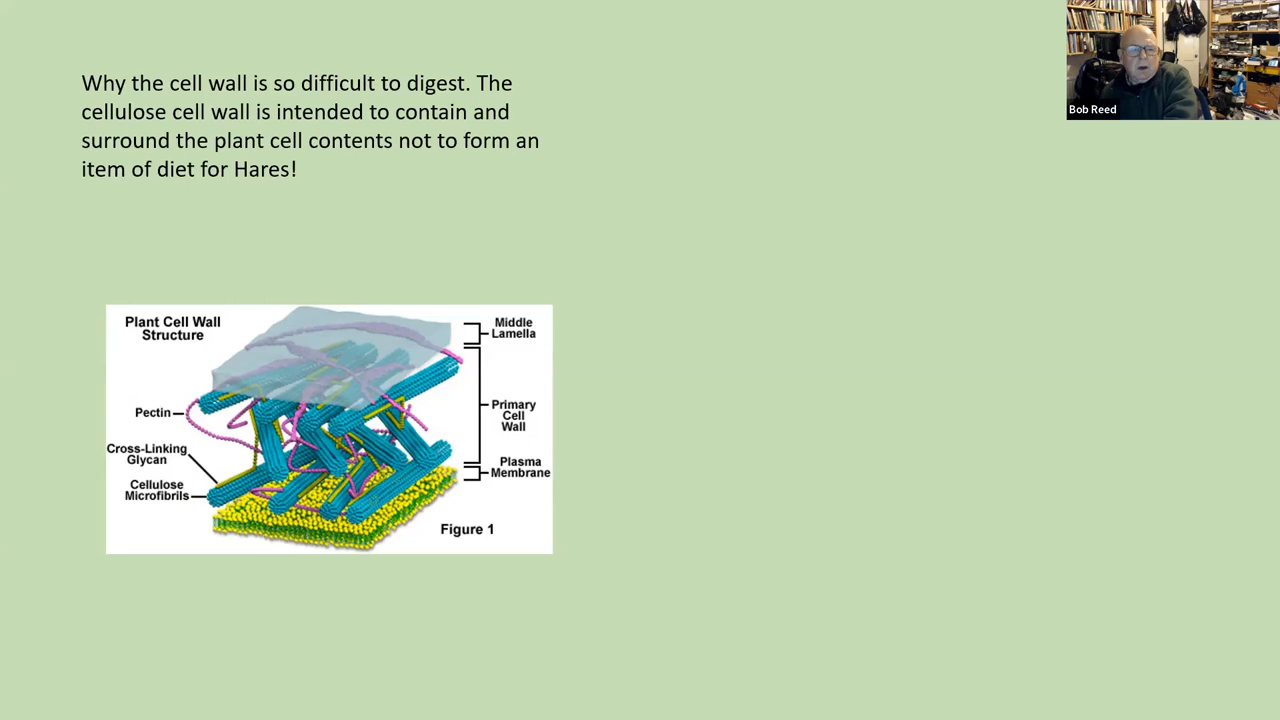 Why the cell wall is so difficult to digest. The
cellulose cell wall is intended to contain and
surround the plant cell contents not to form an
item of diet for Hares!
Bob Reed
Plant Cell Wall
Structure
Middle
Lamella
Pectin
Primary
Cell
Wall
Cross-Linking
Glycan
Plasma
Membrane
Cellulose
Microfibrils
Figure 1